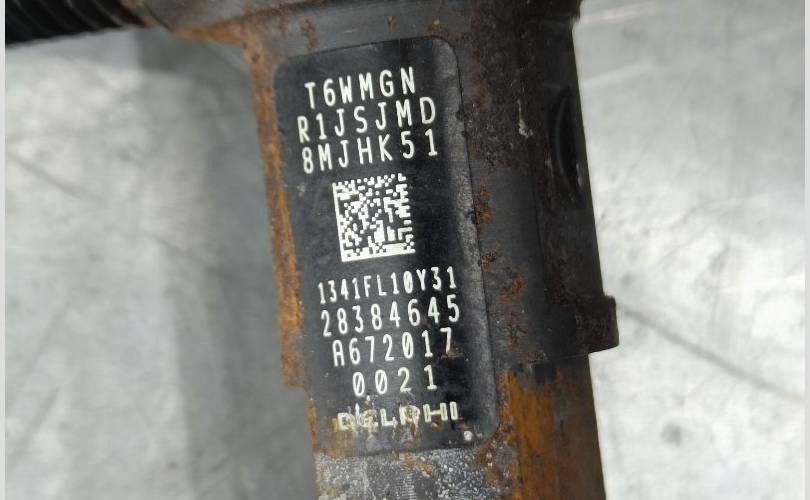 T6WMGN
R1JSJMD
8MJHK51
1341FL10Y31
28384645
A672017
0021
DELPHI